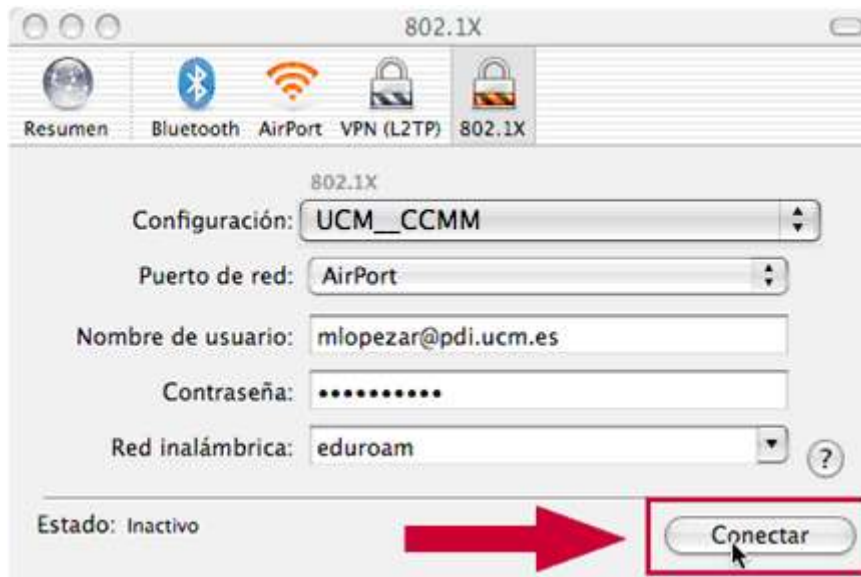 802.1X
Resumen Bluetooth AirPort VPN (L2TP) 802.1X
802.1X
Configuración: UCM__CCMM
Puerto de red: AirPort
Nombre de usuario: mlopezar@pdi.ucm.es
Contraseña: ••••••••••
Red inalámbrica: eduroam
?
Estado: Inactivo
Conectar